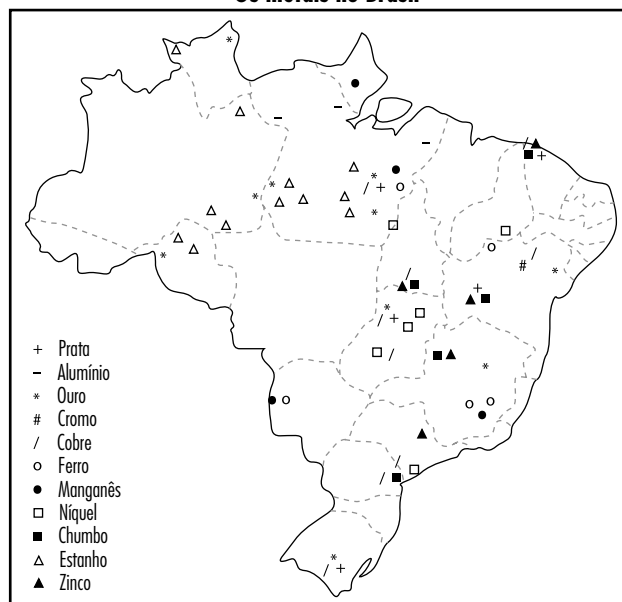 Os metais no Brasil
+ Prata
– Alumínio
* Ouro
# Cromo
/ Cobre
o Ferro
● Manganês
□ Níquel
■ Chumbo
△ Estanho
▲ Zinco